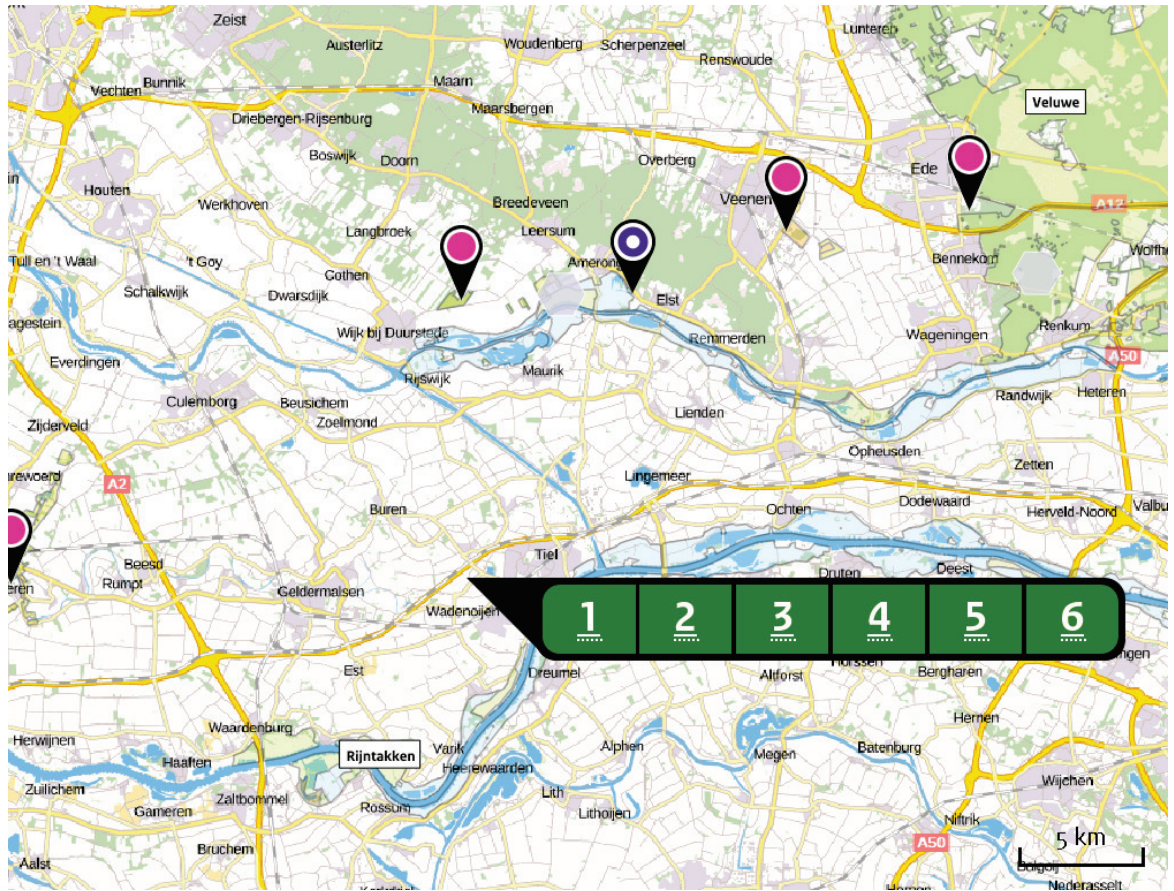 Zeist
Austerlitz
Woudenberg
Scherpenzeel
Lunteren
Renswoude
Vechten
Bunnik
Maarn
Maarsbergen
Veluwe
Driebergen-Rijsenburg
Boswijk
Doorn
Overberg
Ede
Houten
Werkhoven
Breedeveen
Veenen
A12
Langbroek
Leersum
Tull en 't Waal
't Goy
Cothen
Amerong
Bennekom
Wolfh
Schalkwijk
Dwarsdijk
Elst
agestein
Wijk bij Duurstede
Remmerden
Wageningen
Renkum
Everdingen
Rijswijk
Maurik
A50
Culemborg
Beusichem
Randwijk
Heteren
Zoelmond
Lienden
Zijderveld
Opheusden
Zetten
Lingemeer
A2
Buren
Ochten
Dodewaard
Herveld-Noord
Valbu
Tiel
Beesd
eren
Rumpt
Geldermalsen
Druten
Deest
Wadenoijen
1 2 3 4 5 6
Est
Dreumel
Altforst
Horssen
Bergharen
Waardenburg
Hernen
Herwijnen
Haaften
Rijntakken
Varik
Alphen
Batenburg
Heerewaarden
Megen
Zuilichem
Lith
Wijchen
Gameren
Zaltbommel
Rossum
Lithoijen
Niftrik
Bruchem
A50
5 km
Aalst
Balgoij
Nederasselt